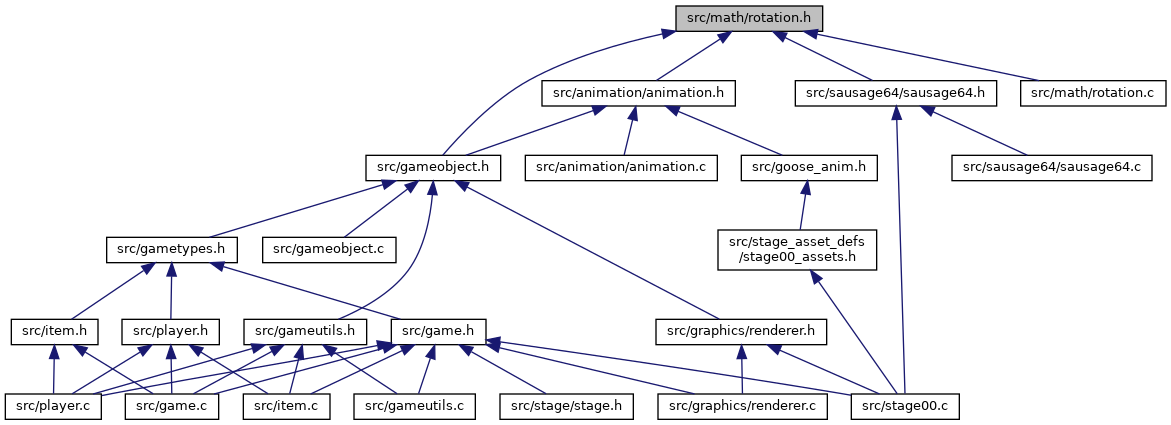 src/math/rotation.h
src/animation/animation.h
src/sausage64/sausage64.h
src/math/rotation.c
src/gameobject.h
src/animation/animation.c
src/goose_anim.h
src/sausage64/sausage64.c
src/gametypes.h
src/gameobject.c
src/stage_asset_defs
/stage00_assets.h
src/item.h
src/player.h
src/gameutils.h
src/game.h
src/graphics/renderer.h
src/player.c
src/game.c
src/item.c
src/gameutils.c
src/stage/stage.h
src/graphics/renderer.c
src/stage00.c